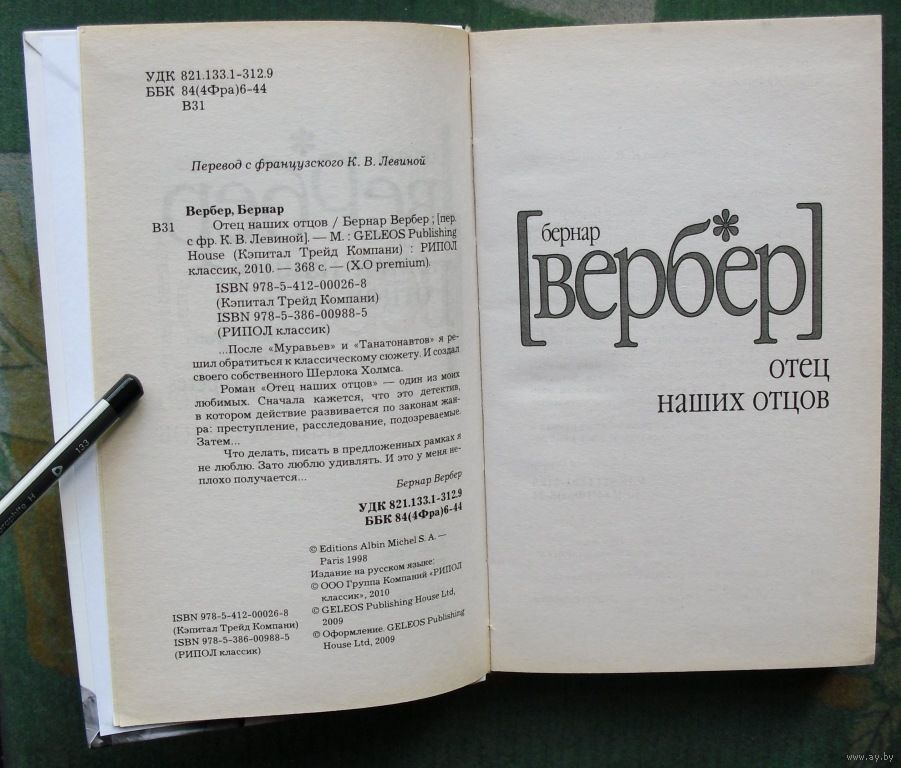 УДК 821.133.1-312.9
ББК 84(4Фра)6-44
В31
Перевод с французского К. В. Левиной
Вербер, Бернар
В31
Отец наших отцов / Бернар Вербер ; [пер.
с фр. К. В. Левиной]. — М. : GELEOS Publishing
House (Кэпитал Трейд Компани) : РИПОЛ
классик, 2010. — 368 с. — (X.O premium).
ISBN 978-5-412-00026-8
(Кэпитал Трейд Компани)
ISBN 978-5-386-00988-5
(РИПОЛ классик)
...После «Муравьев» и «Танатонавтов» я ре-
шил обратиться к классическому сюжету. И создал
своего собственного Шерлока Холмса.
Роман «Отец наших отцов» — один из моих
любимых. Сначала кажется, что это детектив,
в котором действие развивается по законам жан-
ра: преступление, расследование, подозреваемые.
Затем...
Что делать, писать в предложенных рамках я
не люблю. Зато люблю удивлять. И это у меня не-
плохо получается...
Бернар Вербер
УДК 821.133.1-312.9
ББК 84(4Фра)6-44
© Editions Albin Michel S. A. —
Paris 1998
Издание на русском языке:
© ООО Группа Компаний «РИПОЛ
классик», 2010
© GELEOS Publishing House Ltd,
2009
© Оформление. GELEOS Publishing
House Ltd, 2009
ISBN 978-5-412-00026-8
(Кэпитал Трейд Компани)
ISBN 978-5-386-00988-5
(РИПОЛ классик)
бернар
[вербер]
отец
наших отцов
133
H
www.ay.by